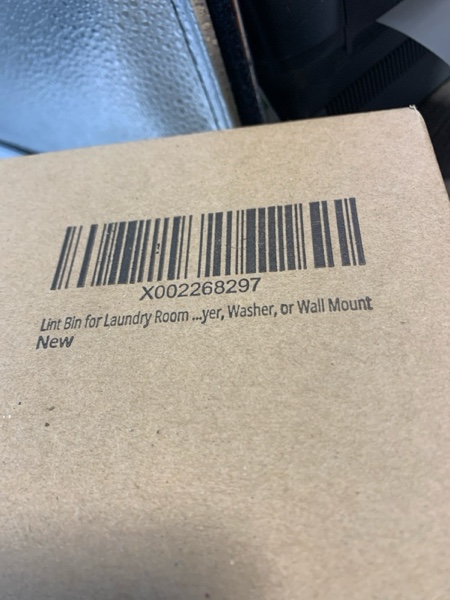 X002268297
Lint Bin for Laundry Room ...yer, Washer, or Wall Mount
New